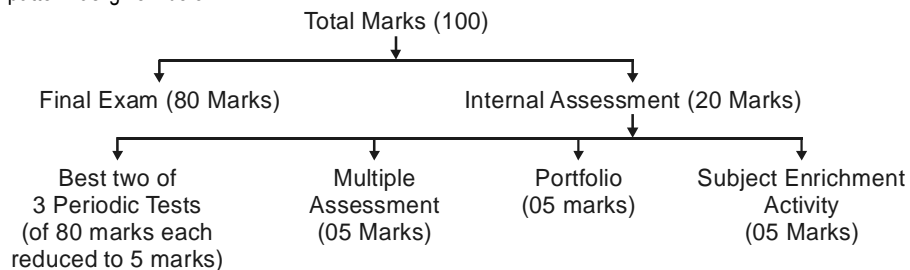 Total Marks (100)
Final Exam (80 Marks)
Internal Assessment (20 Marks)
Best two of
3 Periodic Tests
(of 80 marks each
reduced to 5 marks)
Multiple
Assessment
(05 Marks)
Portfolio
(05 marks)
Subject Enrichment
Activity
(05 Marks)